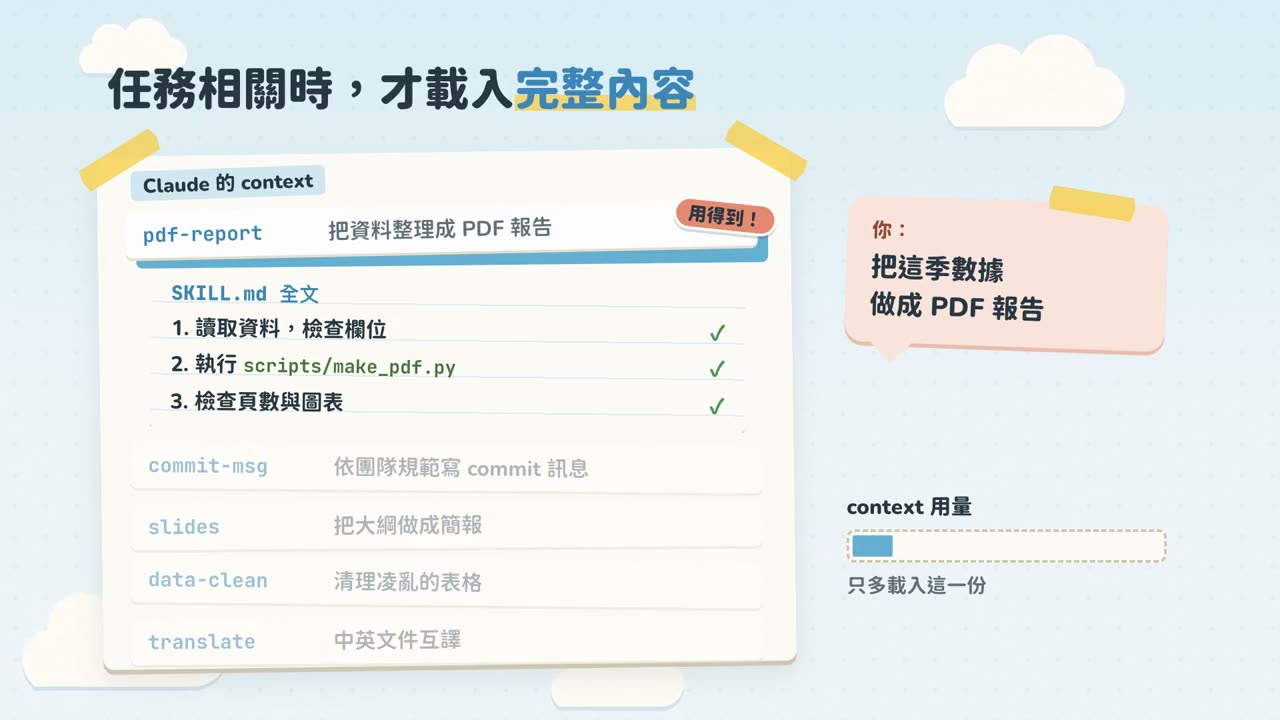 任務相關時，才載入完整內容
Claude 的 context
pdf-report 把資料整理成 PDF 報告 用得到！
SKILL.md 全文
1. 讀取資料，檢查欄位 ✓
2. 執行 scripts/make_pdf.py ✓
3. 檢查頁數與圖表 ✓
commit-msg 依團隊規範寫 commit 訊息
slides 把大綱做成簡報
data-clean 清理凌亂的表格
translate 中英文件互譯
你：
把這季數據
做成 PDF 報告
context 用量
只多載入這一份